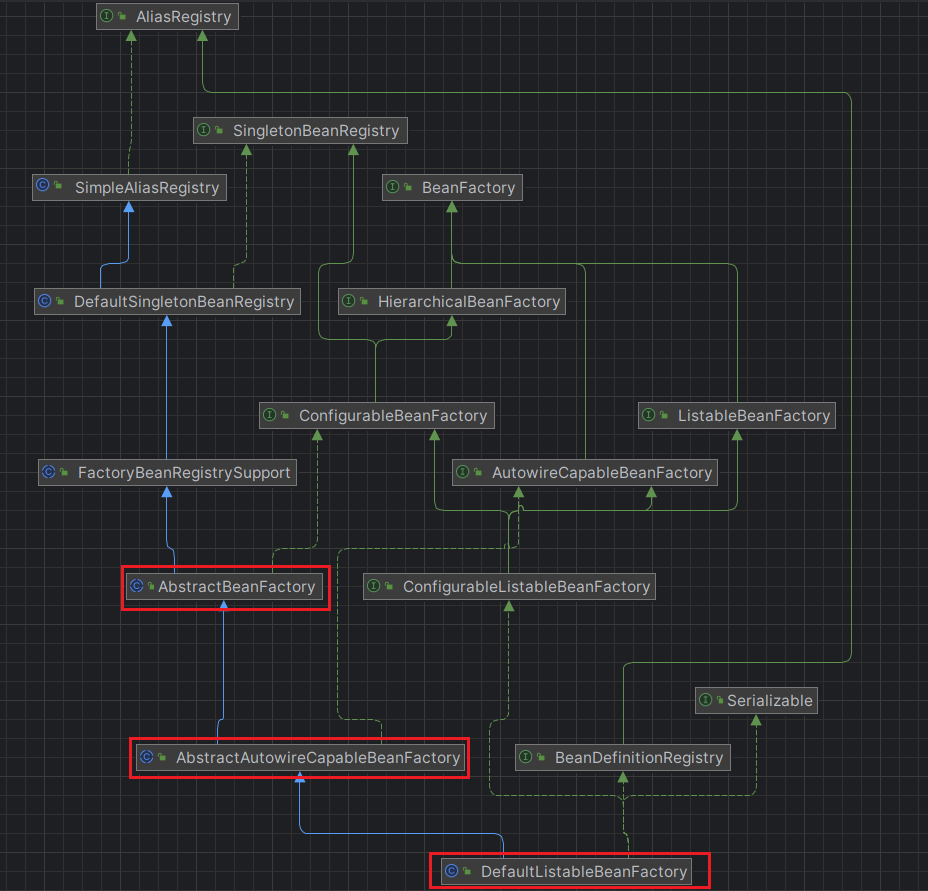 AliasRegistry
SingletonBeanRegistry
SimpleAliasRegistry
BeanFactory
DefaultSingletonBeanRegistry
HierarchicalBeanFactory
ConfigurableBeanFactory
ListableBeanFactory
FactoryBeanRegistrySupport
AutowireCapableBeanFactory
AbstractBeanFactory
ConfigurableListableBeanFactory
Serializable
AbstractAutowireCapableBeanFactory
BeanDefinitionRegistry
DefaultListableBeanFactory